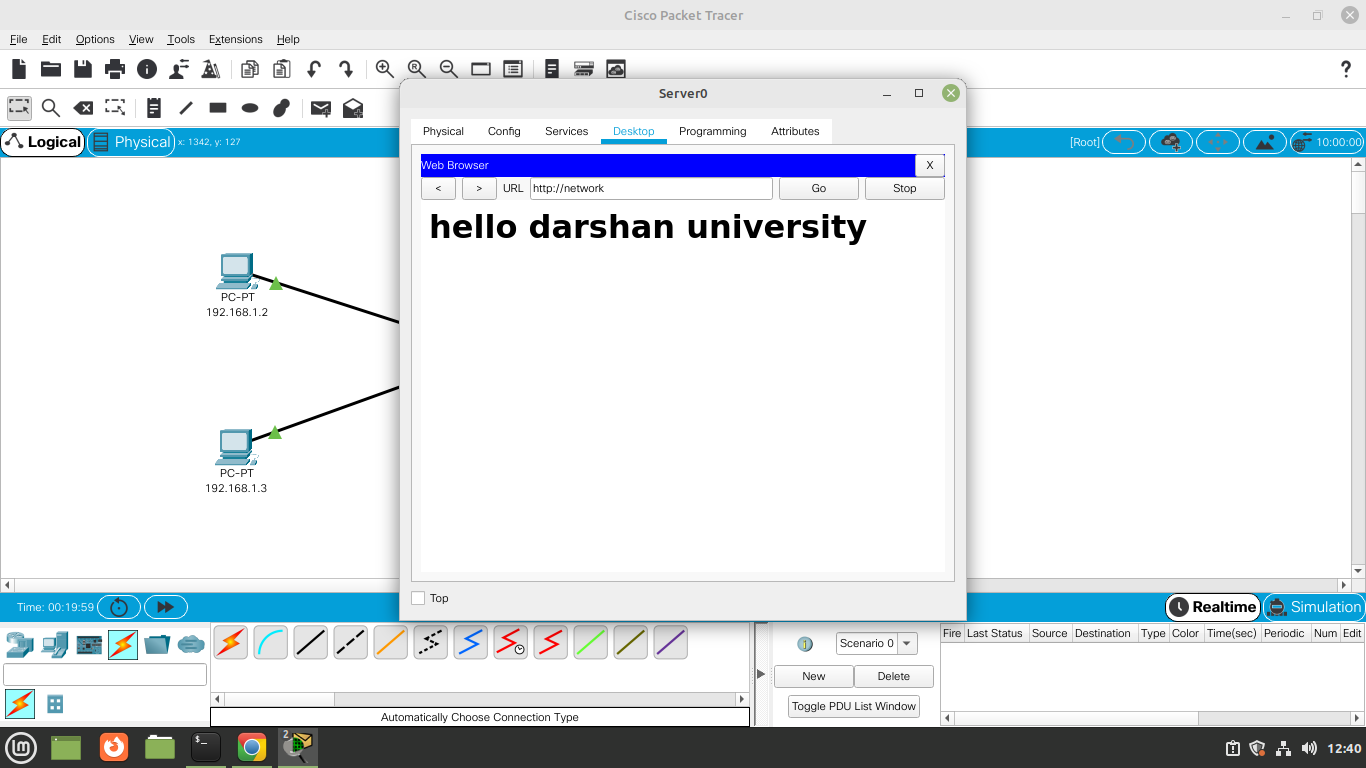 Cisco Packet Tracer
File Edit Options View Tools Extensions Help
Server0
Physical Config Services Desktop Programming Attributes
Logical Physical x: 1342, y: 127
[Root] 10:00:00
Web Browser X
< > URL http://network Go Stop
hello darshan university
PC-PT
192.168.1.2
PC-PT
192.168.1.3
Top
Time: 00:19:59
Realtime Simulation
Scenario 0
Fire Last Status Source Destination Type Color Time(sec) Periodic Num Edit
New Delete
Toggle PDU List Window
Automatically Choose Connection Type
2
12:40